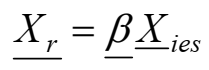 X_r = β X_ies